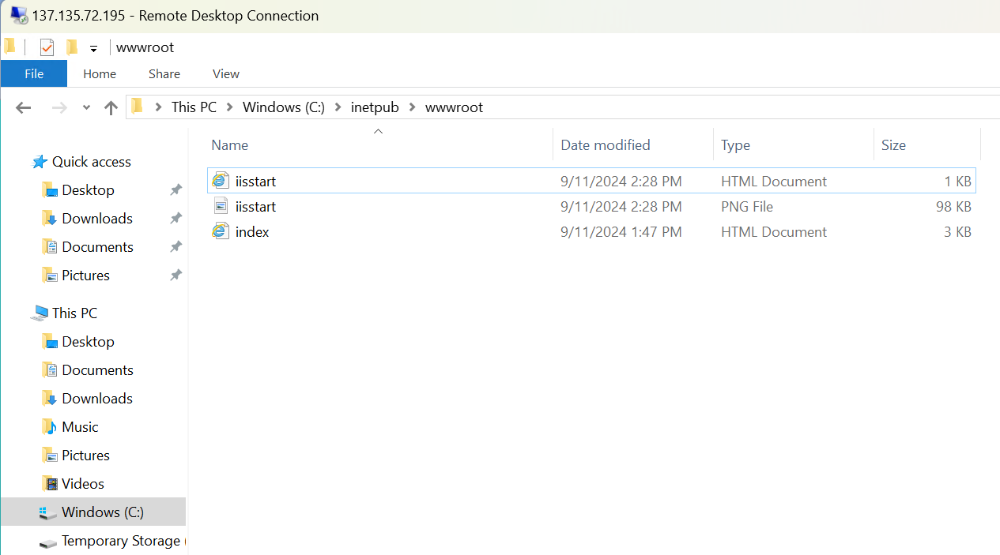 137.135.72.195 - Remote Desktop Connection
wwwroot
File Home Share View
This PC Windows (C:) inetpub wwwroot
Name Date modified Type Size
Quick access
Desktop
Downloads
Documents
Pictures
This PC
Desktop
Documents
Downloads
Music
Pictures
Videos
Windows (C:)
Temporary Storage (
iisstart 9/11/2024 2:28 PM HTML Document 1 KB
iisstart 9/11/2024 2:28 PM PNG File 98 KB
index 9/11/2024 1:47 PM HTML Document 3 KB